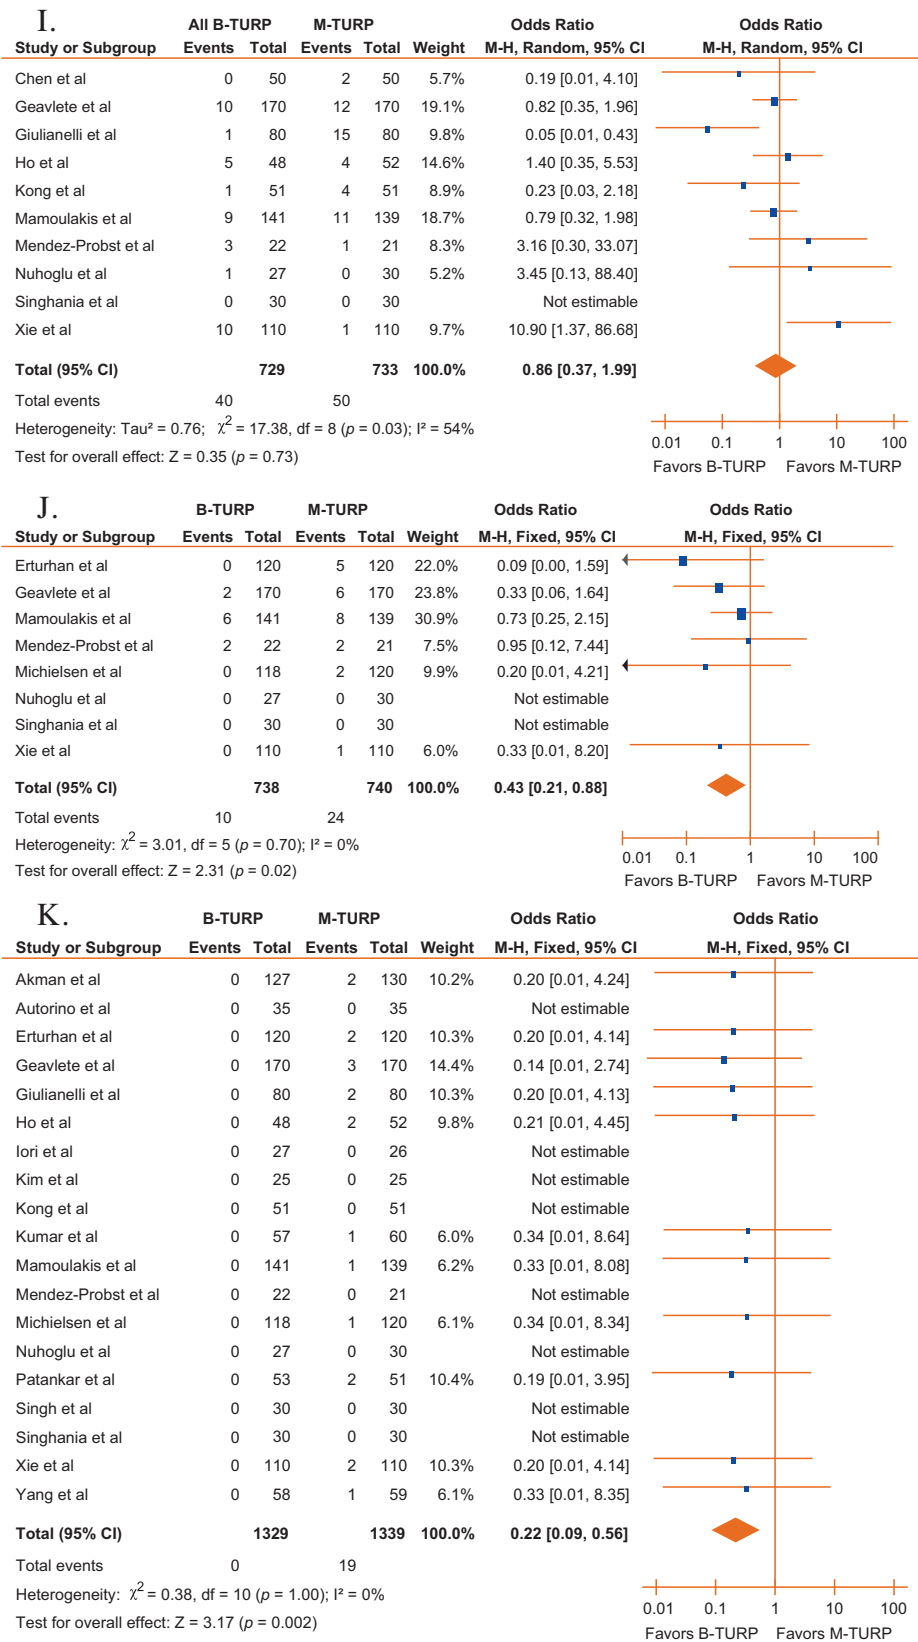 I.
All B-TURP M-TURP Odds Ratio Odds Ratio
Study or Subgroup Events Total Events Total Weight M-H, Random, 95% CI M-H, Random, 95% CI
Chen et al 0 50 2 50 5.7% 0.19 [0.01, 4.10]
Geavlete et al 10 170 12 170 19.1% 0.82 [0.35, 1.96]
Giulianelli et al 1 80 15 80 9.8% 0.05 [0.01, 0.43]
Ho et al 5 48 4 52 14.6% 1.40 [0.35, 5.53]
Kong et al 1 51 4 51 8.9% 0.23 [0.03, 2.18]
Mamoulakis et al 9 141 11 139 18.7% 0.79 [0.32, 1.98]
Mendez-Probst et al 3 22 1 21 8.3% 3.16 [0.30, 33.07]
Nuhoglu et al 1 27 0 30 5.2% 3.45 [0.13, 88.40]
Singhania et al 0 30 0 30 Not estimable
Xie et al 10 110 1 110 9.7% 10.90 [1.37, 86.68]
Total (95% CI) 729 733 100.0% 0.86 [0.37, 1.99]
Total events 40 50
Heterogeneity: Tau² = 0.76; χ² = 17.38, df = 8 (p = 0.03); I² = 54%
Test for overall effect: Z = 0.35 (p = 0.73)
0.01 0.1 1 10 100
Favors B-TURP Favors M-TURP
J.
B-TURP M-TURP Odds Ratio Odds Ratio
Study or Subgroup Events Total Events Total Weight M-H, Fixed, 95% CI M-H, Fixed, 95% CI
Erturhan et al 0 120 5 120 22.0% 0.09 [0.00, 1.59]
Geavlete et al 2 170 6 170 23.8% 0.33 [0.06, 1.64]
Mamoulakis et al 6 141 8 139 30.9% 0.73 [0.25, 2.15]
Mendez-Probst et al 2 22 2 21 7.5% 0.95 [0.12, 7.44]
Michielsen et al 0 118 2 120 9.9% 0.20 [0.01, 4.21]
Nuhoglu et al 0 27 0 30 Not estimable
Singhania et al 0 30 0 30 Not estimable
Xie et al 0 110 1 110 6.0% 0.33 [0.01, 8.20]
Total (95% CI) 738 740 100.0% 0.43 [0.21, 0.88]
Total events 10 24
Heterogeneity: χ² = 3.01, df = 5 (p = 0.70); I² = 0%
Test for overall effect: Z = 2.31 (p = 0.02)
0.01 0.1 1 10 100
Favors B-TURP Favors M-TURP
K.
B-TURP M-TURP Odds Ratio Odds Ratio
Study or Subgroup Events Total Events Total Weight M-H, Fixed, 95% CI M-H, Fixed, 95% CI
Akman et al 0 127 2 130 10.2% 0.20 [0.01, 4.24]
Autorino et al 0 35 0 35 Not estimable
Erturhan et al 0 120 2 120 10.3% 0.20 [0.01, 4.14]
Geavlete et al 0 170 3 170 14.4% 0.14 [0.01, 2.74]
Giulianelli et al 0 80 2 80 10.3% 0.20 [0.01, 4.13]
Ho et al 0 48 2 52 9.8% 0.21 [0.01, 4.45]
Iori et al 0 27 0 26 Not estimable
Kim et al 0 25 0 25 Not estimable
Kong et al 0 51 0 51 Not estimable
Kumar et al 0 57 1 60 6.0% 0.34 [0.01, 8.64]
Mamoulakis et al 0 141 1 139 6.2% 0.33 [0.01, 8.08]
Mendez-Probst et al 0 22 0 21 Not estimable
Michielsen et al 0 118 1 120 6.1% 0.34 [0.01, 8.34]
Nuhoglu et al 0 27 0 30 Not estimable
Patankar et al 0 53 2 51 10.4% 0.19 [0.01, 3.95]
Singh et al 0 30 0 30 Not estimable
Singhania et al 0 30 0 30 Not estimable
Xie et al 0 110 2 110 10.3% 0.20 [0.01, 4.14]
Yang et al 0 58 1 59 6.1% 0.33 [0.01, 8.35]
Total (95% CI) 1329 1339 100.0% 0.22 [0.09, 0.56]
Total events 0 19
Heterogeneity: χ² = 0.38, df = 10 (p = 1.00); I² = 0%
Test for overall effect: Z = 3.17 (p = 0.002)
0.01 0.1 1 10 100
Favors B-TURP Favors M-TURP